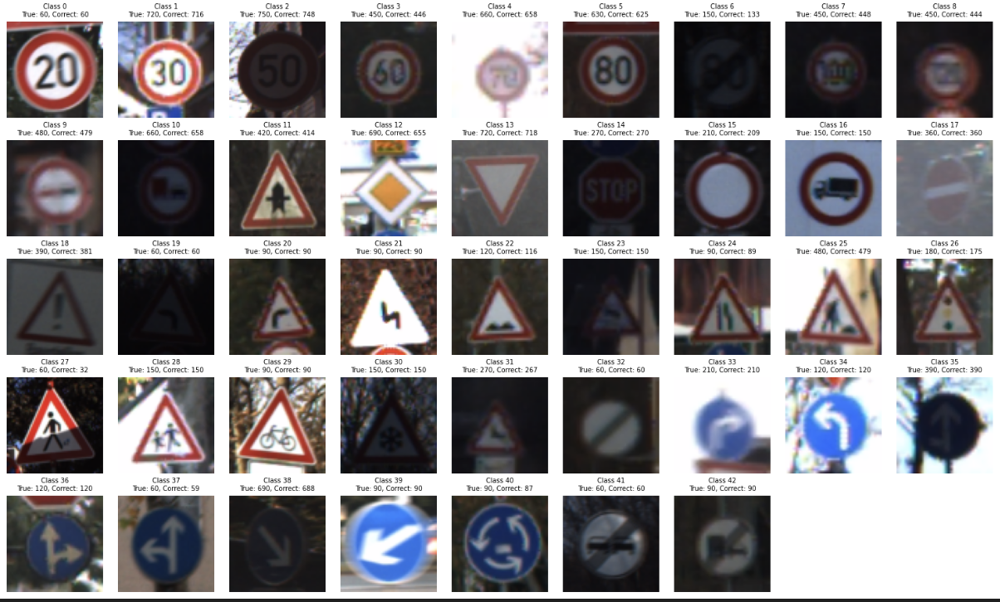 Class 0
True: 60, Correct: 60
Class 1
True: 720, Correct: 716
Class 2
True: 750, Correct: 748
Class 3
True: 450, Correct: 446
Class 4
True: 660, Correct: 658
Class 5
True: 630, Correct: 625
Class 6
True: 150, Correct: 133
Class 7
True: 450, Correct: 448
Class 8
True: 450, Correct: 444
20
30
50
60
70
80
80
100
Class 9
True: 480, Correct: 479
Class 10
True: 660, Correct: 658
Class 11
True: 420, Correct: 414
Class 12
True: 690, Correct: 655
Class 13
True: 720, Correct: 718
Class 14
True: 270, Correct: 270
Class 15
True: 210, Correct: 209
Class 16
True: 150, Correct: 150
Class 17
True: 360, Correct: 360
STOP
Class 18
True: 390, Correct: 381
Class 19
True: 60, Correct: 60
Class 20
True: 90, Correct: 90
Class 21
True: 90, Correct: 90
Class 22
True: 120, Correct: 116
Class 23
True: 150, Correct: 150
Class 24
True: 90, Correct: 89
Class 25
True: 480, Correct: 479
Class 26
True: 180, Correct: 175
Class 27
True: 60, Correct: 32
Class 28
True: 150, Correct: 150
Class 29
True: 90, Correct: 90
Class 30
True: 150, Correct: 150
Class 31
True: 270, Correct: 267
Class 32
True: 60, Correct: 60
Class 33
True: 210, Correct: 210
Class 34
True: 120, Correct: 120
Class 35
True: 390, Correct: 390
Class 36
True: 120, Correct: 120
Class 37
True: 60, Correct: 59
Class 38
True: 690, Correct: 688
Class 39
True: 90, Correct: 90
Class 40
True: 90, Correct: 87
Class 41
True: 60, Correct: 60
Class 42
True: 90, Correct: 90